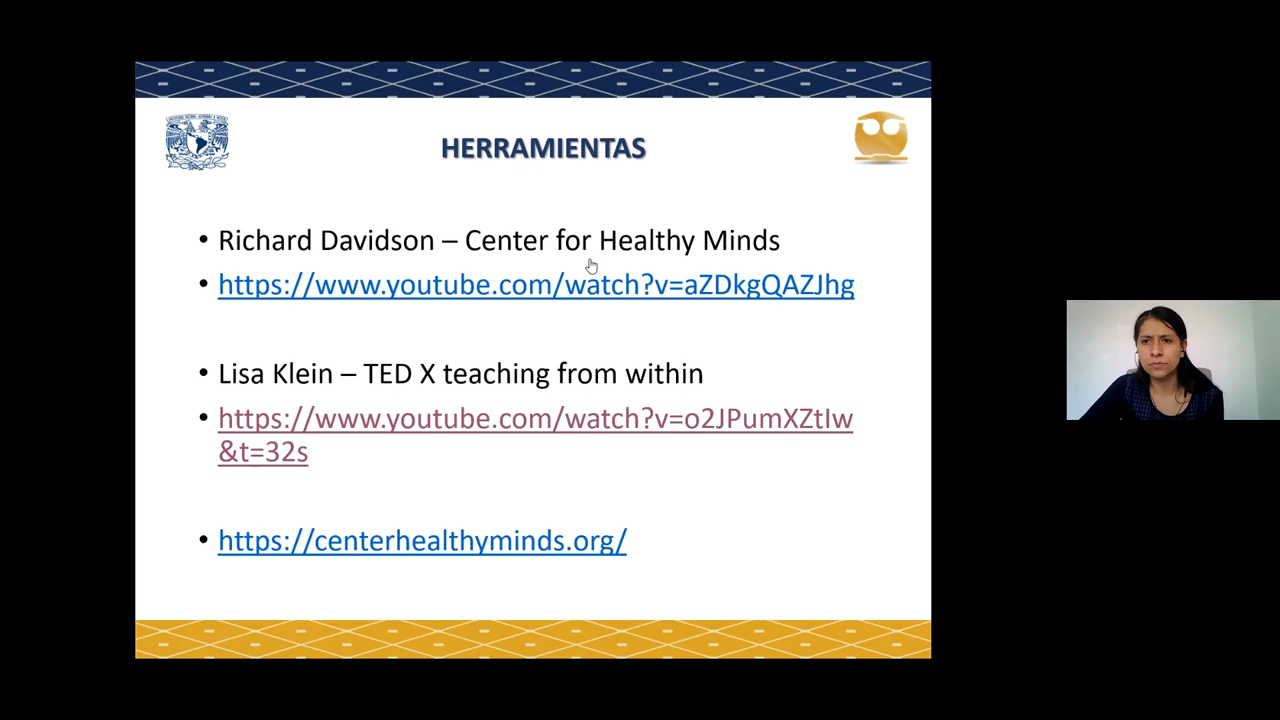 HERRAMIENTAS
• Richard Davidson – Center for Healthy Minds
• https://www.youtube.com/watch?v=aZDkgQAZJhg
• Lisa Klein – TED X teaching from within
• https://www.youtube.com/watch?v=o2JPumXZtIw
&t=32s
• https://centerhealthyminds.org/